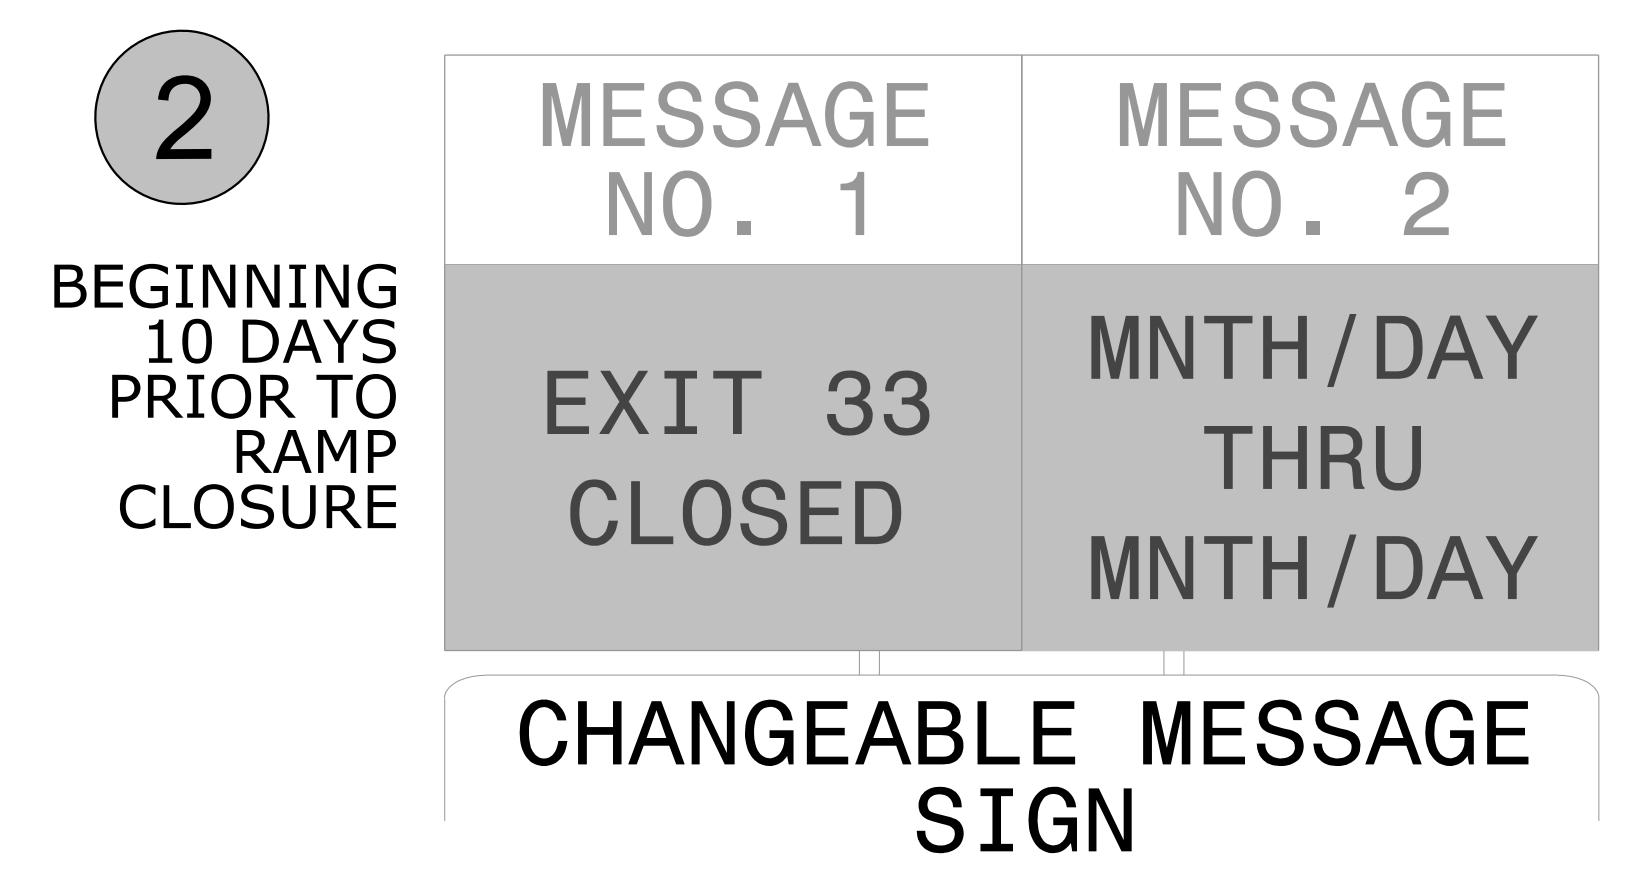 2
BEGINNING
10 DAYS
PRIOR TO
RAMP
CLOSURE
MESSAGE
NO. 1
MESSAGE
NO. 2
EXIT 33
CLOSED
MNTH/DAY
THRU
MNTH/DAY
CHANGEABLE MESSAGE
SIGN